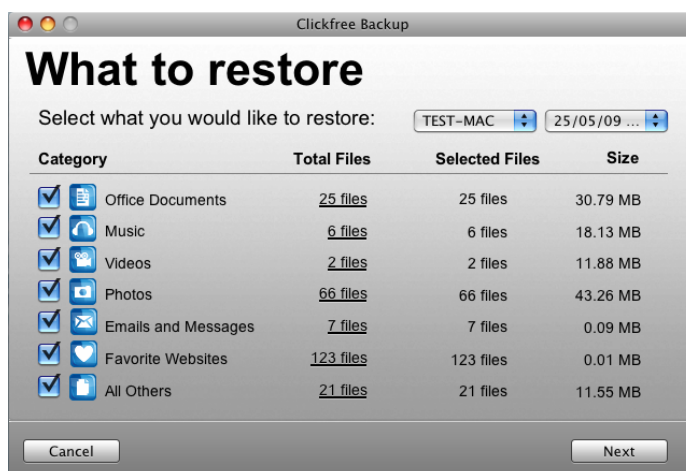 Clickfree Backup
What to restore
Select what you would like to restore: TEST-MAC 25/05/09 ...
Category Total Files Selected Files Size
Office Documents 25 files 25 files 30.79 MB
Music 6 files 6 files 18.13 MB
Videos 2 files 2 files 11.88 MB
Photos 66 files 66 files 43.26 MB
Emails and Messages 7 files 7 files 0.09 MB
Favorite Websites 123 files 123 files 0.01 MB
All Others 21 files 21 files 11.55 MB
Cancel Next